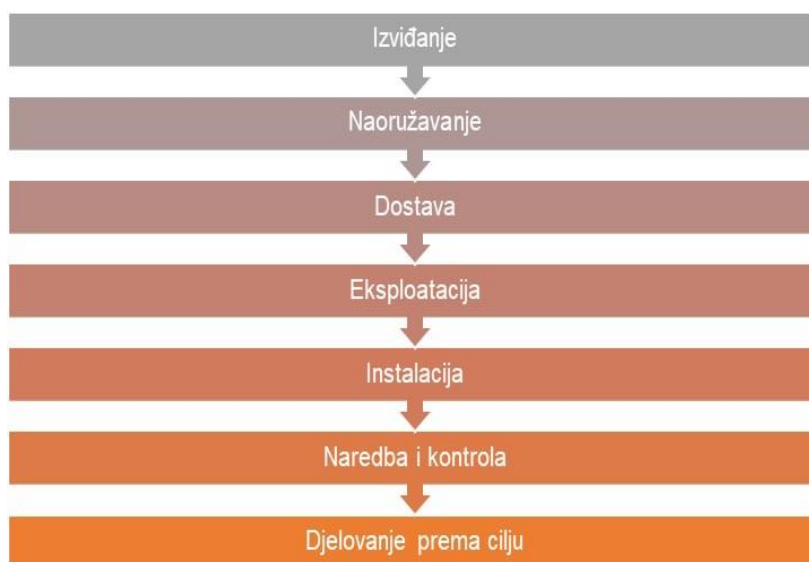 Izviđanje
Naoružavanje
Dostava
Eksploatacija
Instalacija
Naredba i kontrola
Djelovanje prema cilju